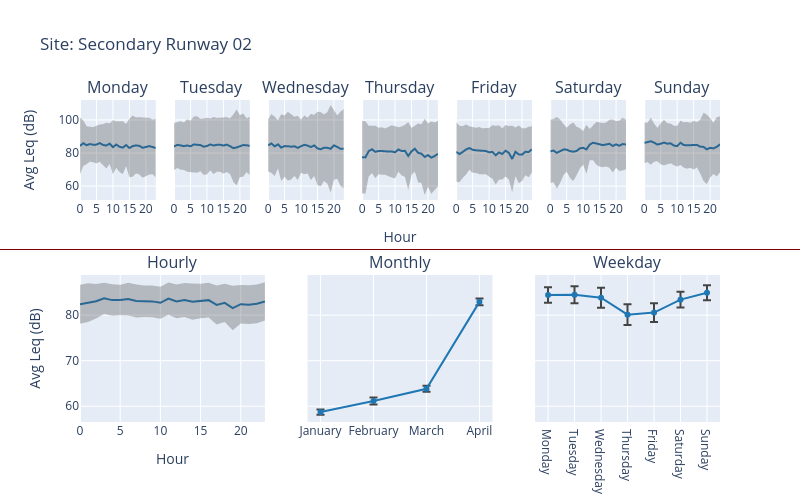 Site: Secondary Runway 02
Monday Tuesday Wednesday Thursday Friday Saturday Sunday
Avg Leq (dB)
100
80
60
0 5 10 15 20 0 5 10 15 20 0 5 10 15 20 0 5 10 15 20 0 5 10 15 20 0 5 10 15 20 0 5 10 15 20
Hour
Hourly Monthly Weekday
Avg Leq (dB)
80
70
60
0 5 10 15 20
Hour
January February March April
Monday Tuesday Wednesday Thursday Friday Saturday Sunday